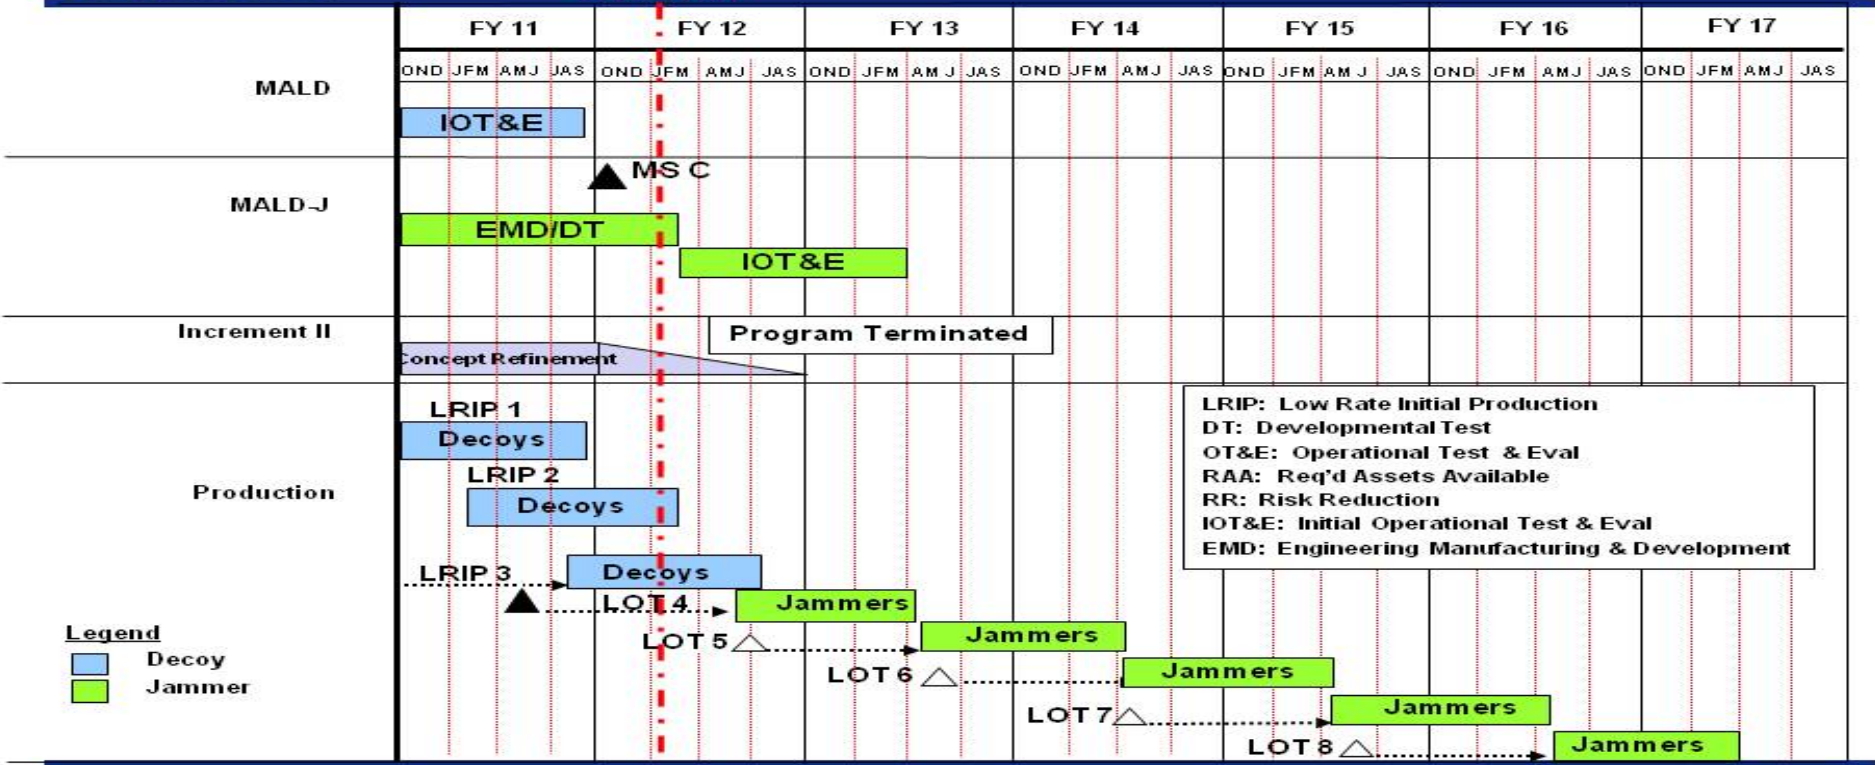 FY 11 FY 12 FY 13 FY 14 FY 15 FY 16 FY 17
OND JFM AMJ JAS OND JFM AMJ JAS OND JFM AM J JAS OND JFM AMJ JAS OND JFM AM J JAS OND JFM AMJ JAS OND JFM AMJ JAS
MALD
IOT&E
MS C
MALD-J
EMD/DT
IOT&E
Increment II
Program Terminated
Concept Refinement
LRIP 1
Decoys
LRIP 2
Production
Decoys
LRIP 3
Decoys
LOT 4
Jammers
LOT 5
Jammers
LOT 6
Jammers
LOT 7
Jammers
LOT 8
Jammers
LRIP: Low Rate Initial Production
DT: Developmental Test
OT&E: Operational Test & Eval
RAA: Req'd Assets Available
RR: Risk Reduction
IOT&E: Initial Operational Test & Eval
EMD: Engineering Manufacturing & Development
Legend
Decoy
Jammer